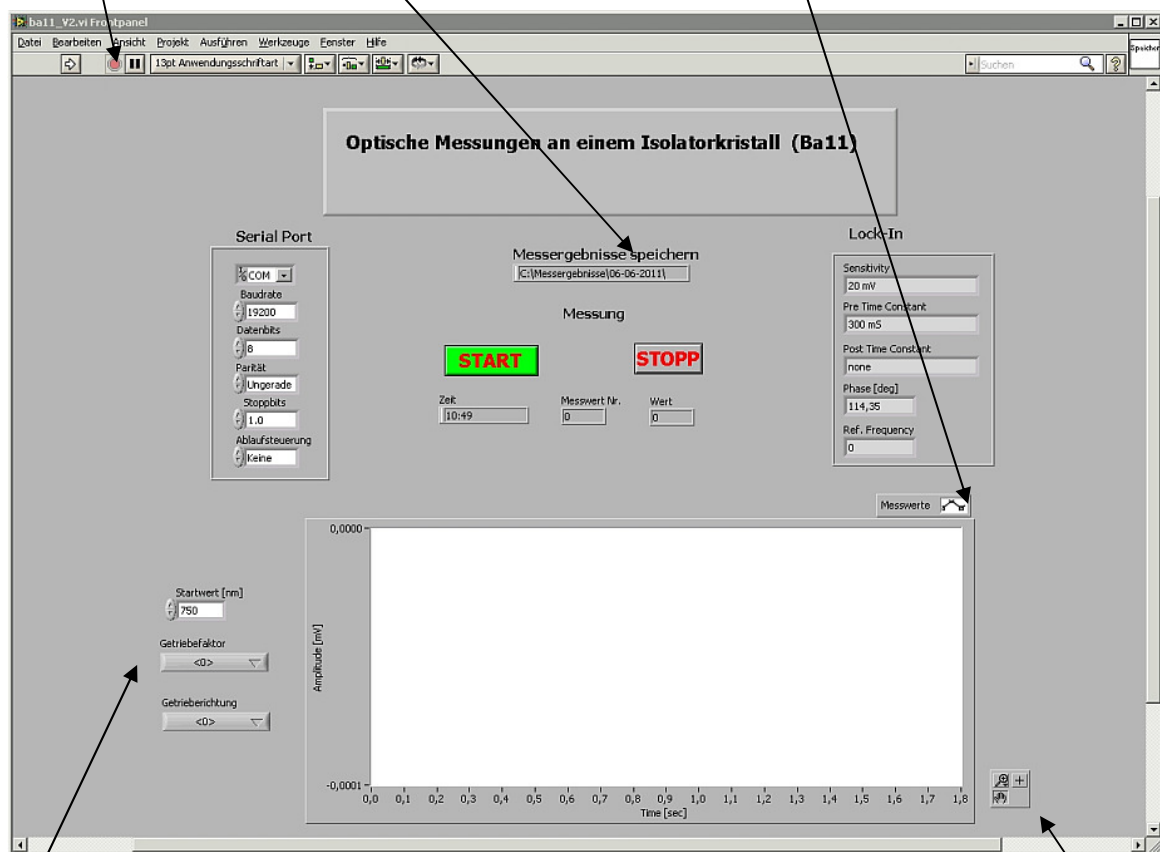 ba11_V2.vi Frontpanel
Datei Bearbeiten Ansicht Projekt Ausführen Werkzeuge Fenster Hilfe
13pt Anwendungsschriftart
Suchen
Speicher
Optische Messungen an einem Isolatorkristall (Ba11)
Serial Port
COM
Baudrate
19200
Datenbits
8
Parität
Ungerade
Stoppbits
1.0
Ablaufsteuerung
Keine
Messergebnisse speichern
C:\Messergebnisse\06-06-2011\
Messung
START
STOPP
Zeit
10:49
Messwert Nr.
0
Wert
0
Lock-In
Sensitivity
20 mV
Pre Time Constant
300 mS
Post Time Constant
none
Phase [deg]
114,35
Ref. Frequency
0
Messwerte
Startwert [nm]
750
Getriebefaktor
<0>
Getrieberichtung
<0>
0,0000
Amplitude [mV]
-0,0001
0,0 0,1 0,2 0,3 0,4 0,5 0,6 0,7 0,8 0,9 1,0 1,1 1,2 1,3 1,4 1,5 1,6 1,7 1,8
Time [sec]